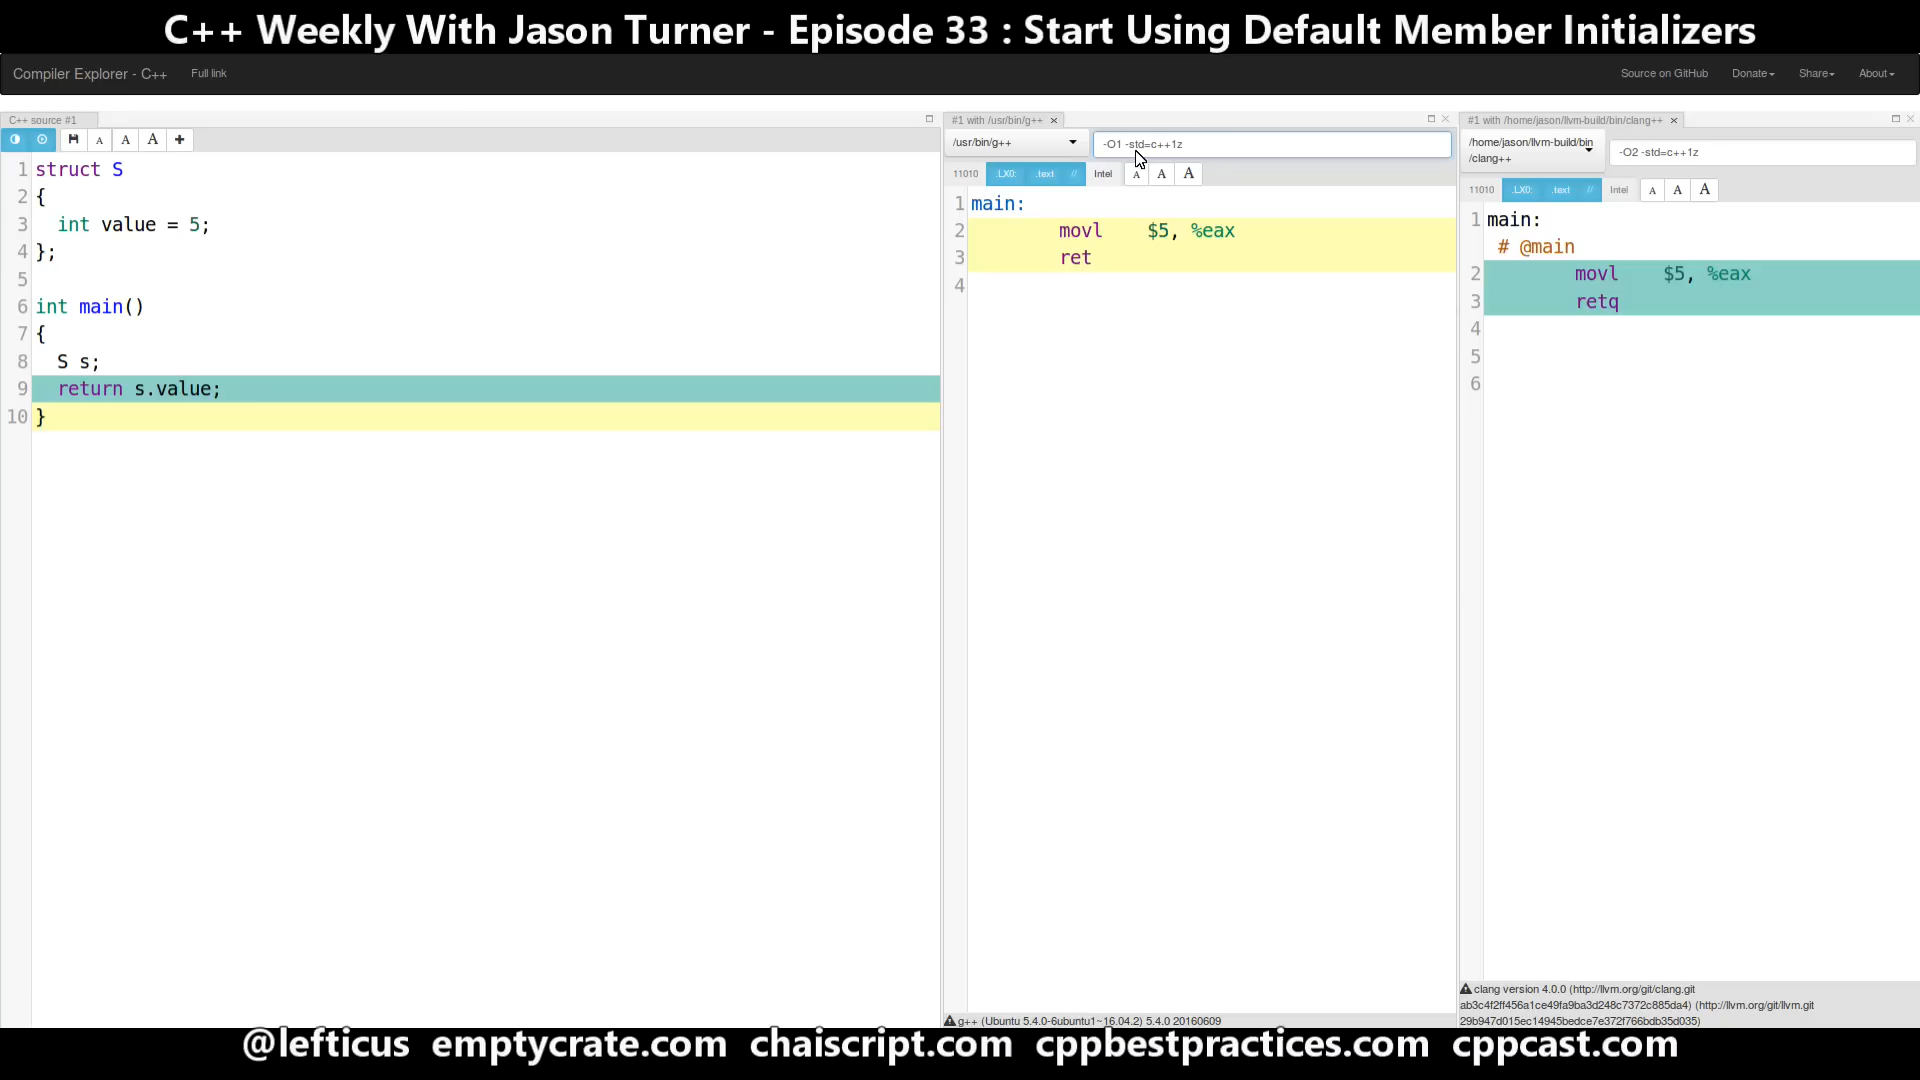 C++ Weekly With Jason Turner - Episode 33 : Start Using Default Member Initializers
Compiler Explorer - C++ Full link Source on GitHub Donate Share About
C++ source #1
A A A
1 struct S
2 {
3 int value = 5;
4 };
5
6 int main()
7 {
8 S s;
9 return s.value;
10 }
#1 with /usr/bin/g++
/usr/bin/g++ -O1 -std=c++1z
11010 .LX0: .text // Intel A A A
1 main:
2 movl $5, %eax
3 ret
4
g++ (Ubuntu 5.4.0-6ubuntu1~16.04.2) 5.4.0 20160609
#1 with /home/jason/llvm-build/bin/clang++
/home/jason/llvm-build/bin
/clang++
-O2 -std=c++1z
11010 .LX0: .text // Intel A A A
1 main:
# @main
2 movl $5, %eax
3 retq
4
5
6
clang version 4.0.0 (http://llvm.org/git/clang.git
ab3c4f2ff456a1ce49fa9ba3d248c7372c885da4) (http://llvm.org/git/llvm.git
29b947d015ec14945bedce7e372f766bdb35d035)
@lefticus emptycrate.com chaiscript.com cppbestpractices.com cppcast.com